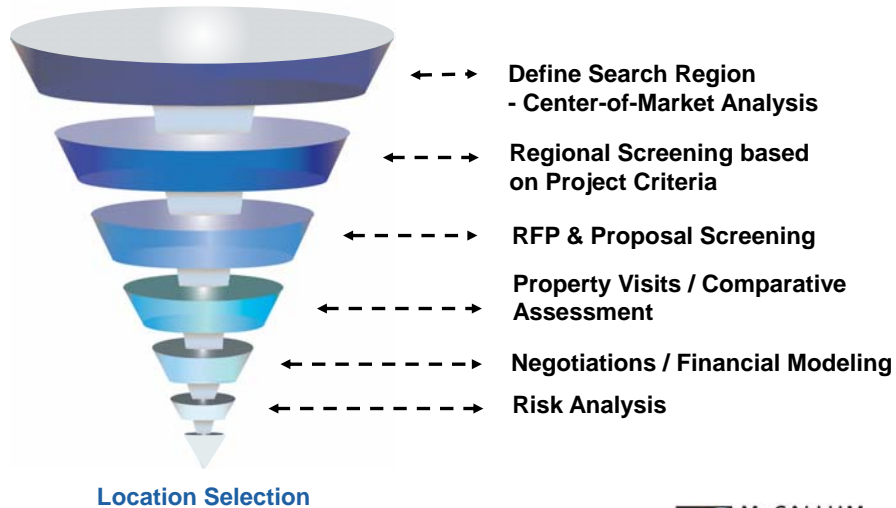 Define Search Region
- Center-of-Market Analysis
Regional Screening based
on Project Criteria
RFP & Proposal Screening
Property Visits / Comparative
Assessment
Negotiations / Financial Modeling
Risk Analysis
Location Selection